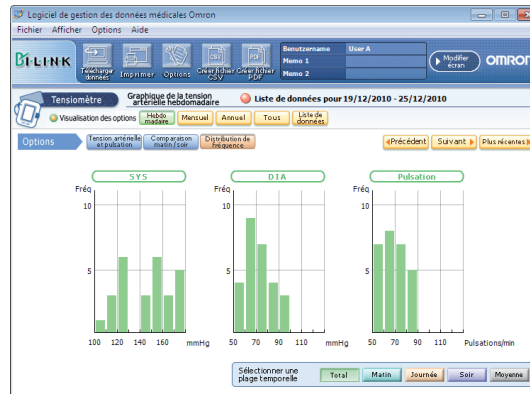 Logiciel de gestion des données médicales Omron
Fichier Afficher Options Aide
Bi-LINK
Télécharger données
Imprimer
Options
Créer fichier CSV
Créer fichier PDF
Benutzername User A
Memo 1
Memo 2
Modifier écran
OMRON
Tensiomètre
Graphique de la tension artérielle hebdomadaire
Liste de données pour 19/12/2010 - 25/12/2010
Visualisation des options
Hebdo madaire
Mensuel
Annuel
Tous
Liste de données
Options
Tension artérielle et pulsation
Comparaison matin/soir
Distribution de fréquence
Précédent
Suivant
Plus récentes
SYS
Fréq
10
5
100 120 140 160 mmHg
DIA
Fréq
10
5
50 70 90 110 mmHg
Pulsation
Fréq
10
5
50 70 90 110 Pulsations/min
Sélectionner une plage temporelle
Total
Matin
Journée
Soir
Moyenne